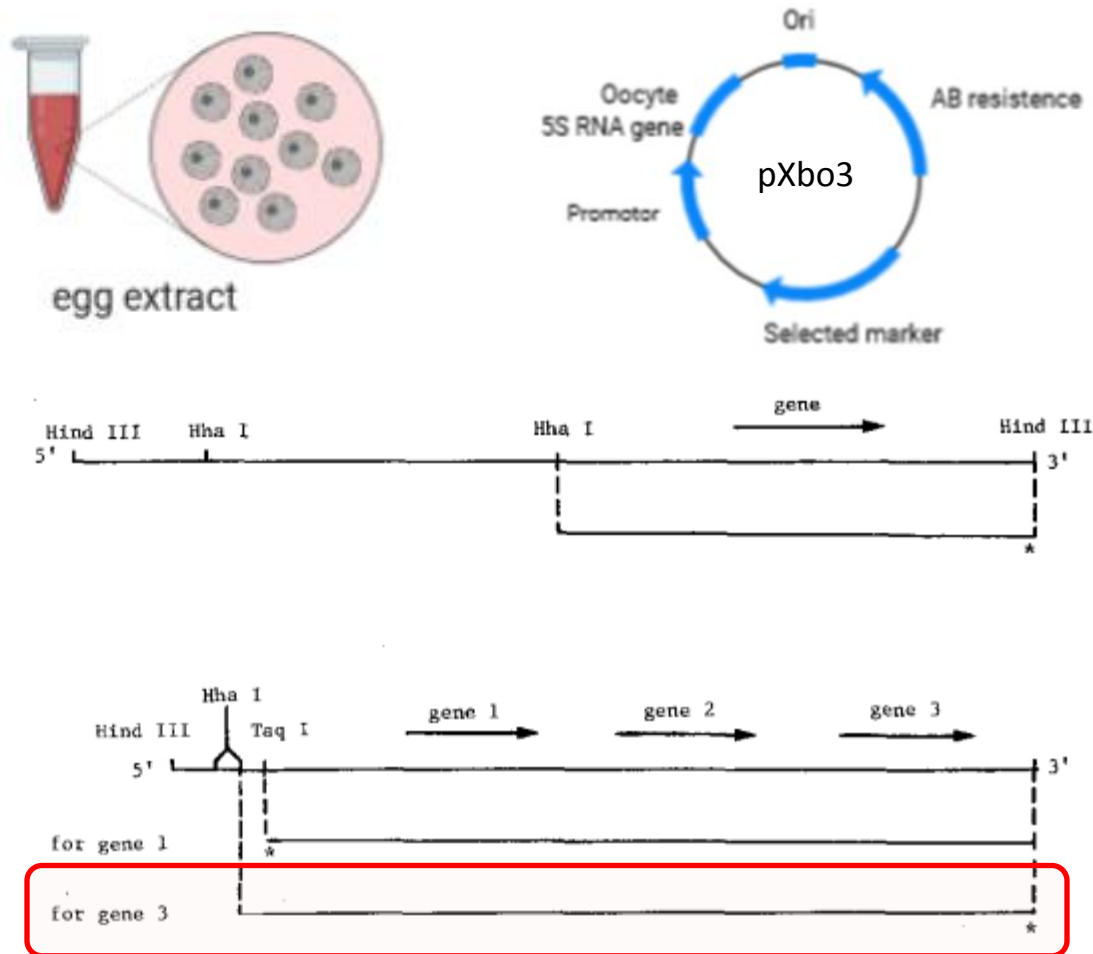 Ori
Oocyte
5S RNA gene
AB resistence
pXbo3
Promotor
egg extract
Selected marker
gene
Hind III
Hha I
Hha I
Hind III
5'
3'
*
Hha I
Hind III
Taq I
gene 1
gene 2
gene 3
5'
3'
for gene 1
*
for gene 3
*